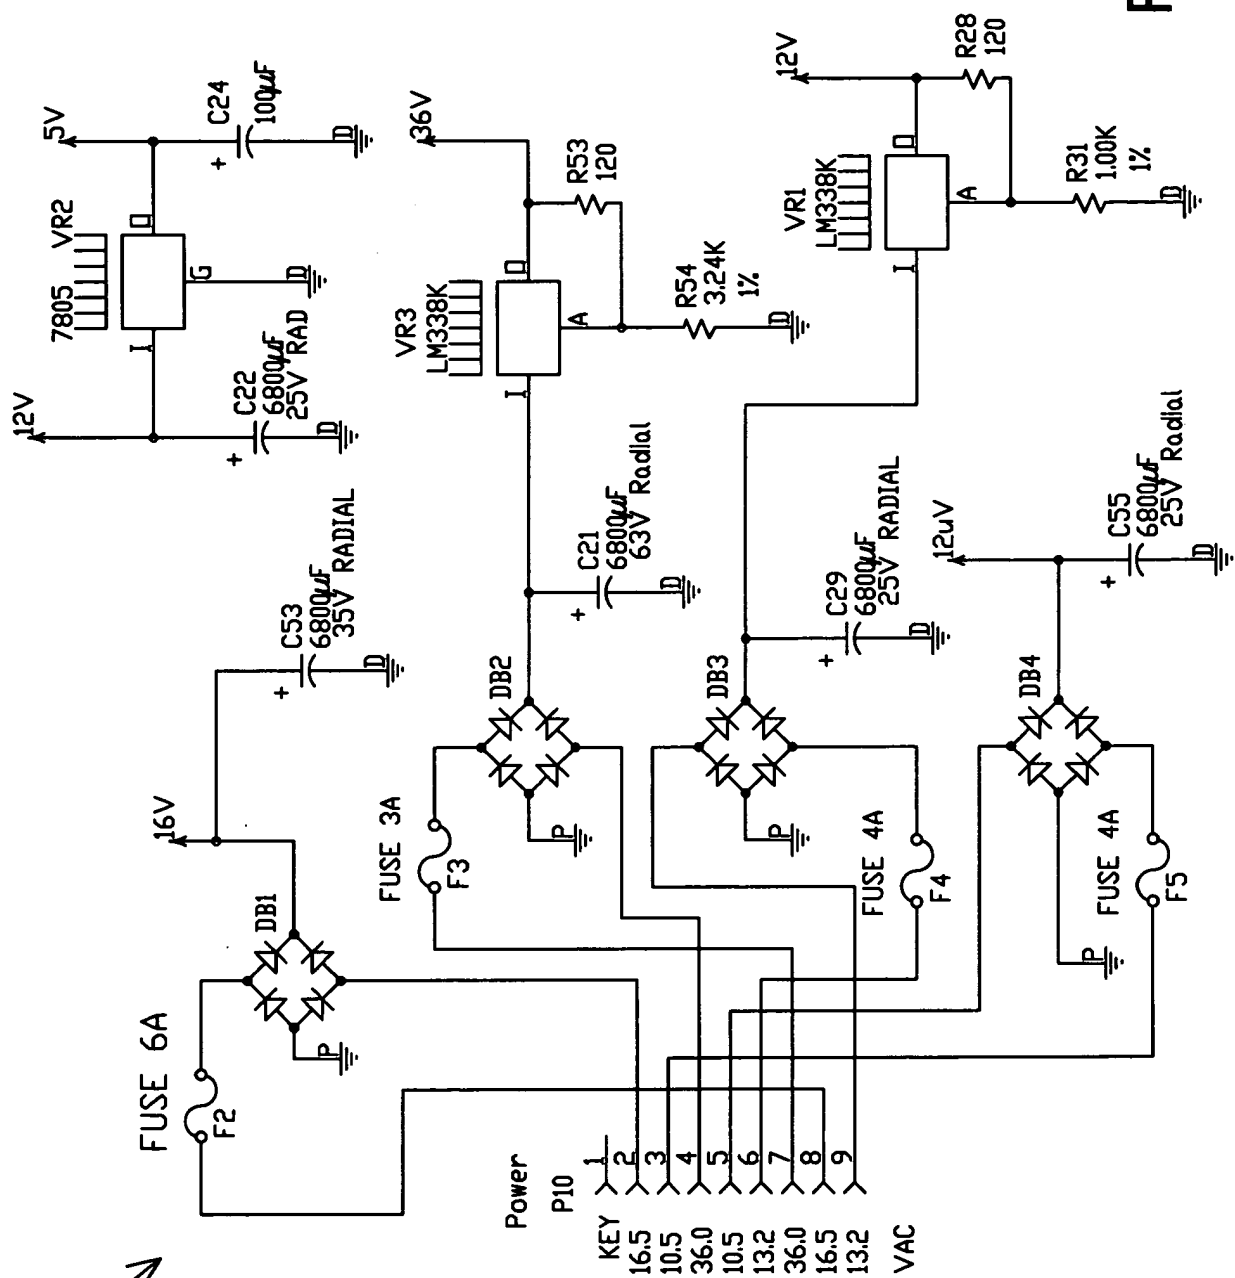 12V
7805 VR2
I
O
G
D
C22
6800µF
25V RAD
+
D
5V
C24
100µF
+
D
16V
C53
6800µF
35V RADIAL
+
D
FUSE 6A
F2
DB1
P
36V
VR3
LM338K
I
O
A
R53
120
R54
3.24K
1%
D
C21
6800µF
63V Radial
+
D
DB2
P
FUSE 3A
F3
12V
VR1
LM338K
I
O
A
R28
120
R31
1.00K
1%
D
C29
6800µF
25V RADIAL
+
D
DB3
P
FUSE 4A
F4
12uV
C55
6800µF
25V Radial
+
D
DB4
P
FUSE 4A
F5
Power
P10
KEY 1
16.5 2
10.5 3
36.0 4
10.5 5
13.2 6
36.0 7
16.5 8
13.2 9
VAC